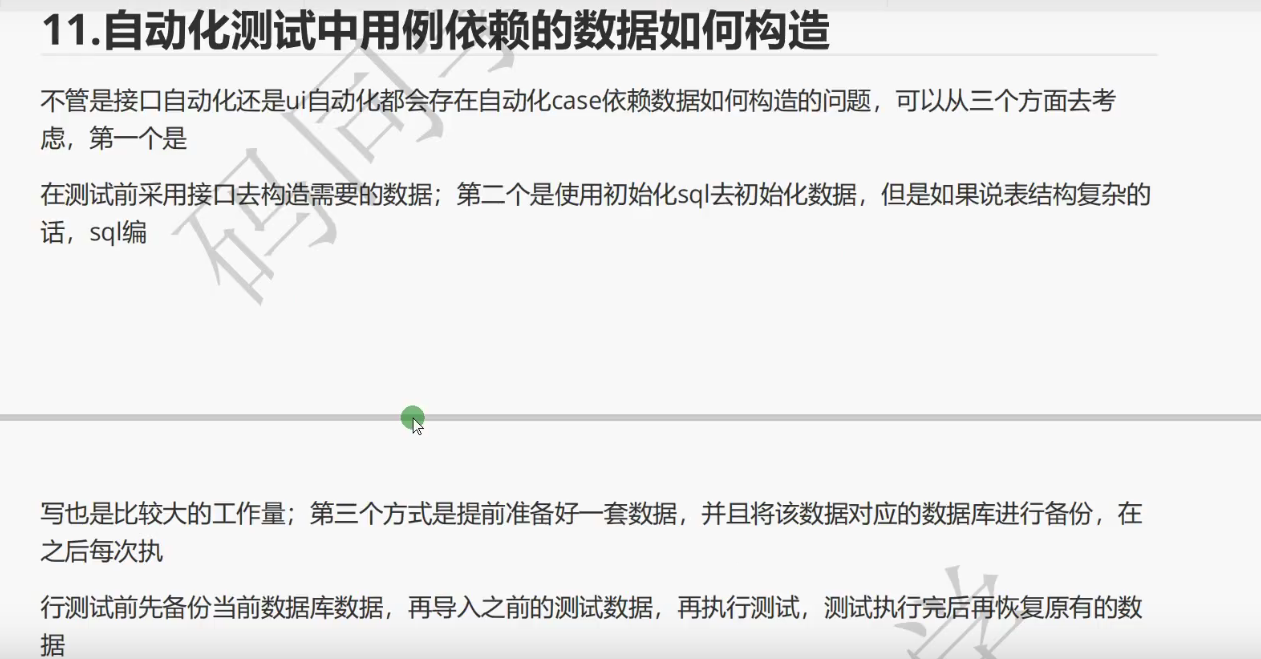 11.自动化测试中用例依赖的数据如何构造
不管是接口自动化还是ui自动化都会存在自动化case依赖数据如何构造的问题，可以从三个方面去考
虑，第一个是
在测试前采用接口去构造需要的数据；第二个是使用初始化sql去初始化数据，但是如果说表结构复杂的
话，sql编
码同学
写也是比较大的工作量；第三个方式是提前准备好一套数据，并且将该数据对应的数据库进行备份，在
之后每次执
行测试前先备份当前数据库数据，再导入之前的测试数据，再执行测试，测试执行完后再恢复原有的数
据
学